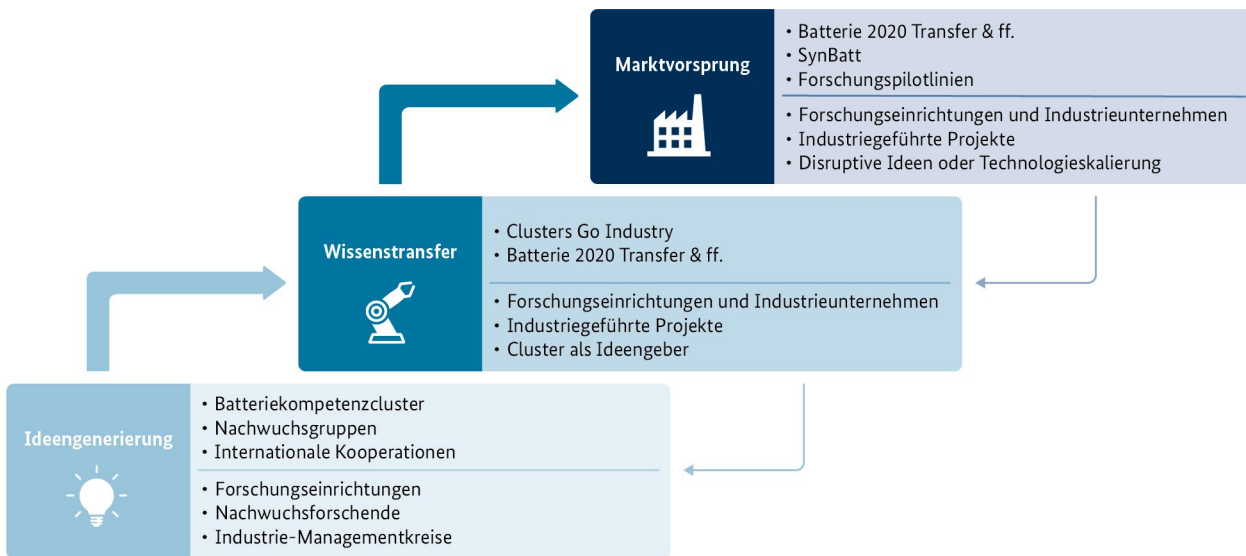 Marktvorsprung
• Batterie 2020 Transfer & ff.
• SynBatt
• Forschungspilotlinien
• Forschungseinrichtungen und Industrieunternehmen
• Industriegeführte Projekte
• Disruptive Ideen oder Technologieskalierung
Wissenstransfer
• Clusters Go Industry
• Batterie 2020 Transfer & ff.
• Forschungseinrichtungen und Industrieunternehmen
• Industriegeführte Projekte
• Cluster als Ideengeber
Ideengenerierung
• Batteriekompetenzcluster
• Nachwuchsgruppen
• Internationale Kooperationen
• Forschungseinrichtungen
• Nachwuchsforschende
• Industrie-Managementkreise